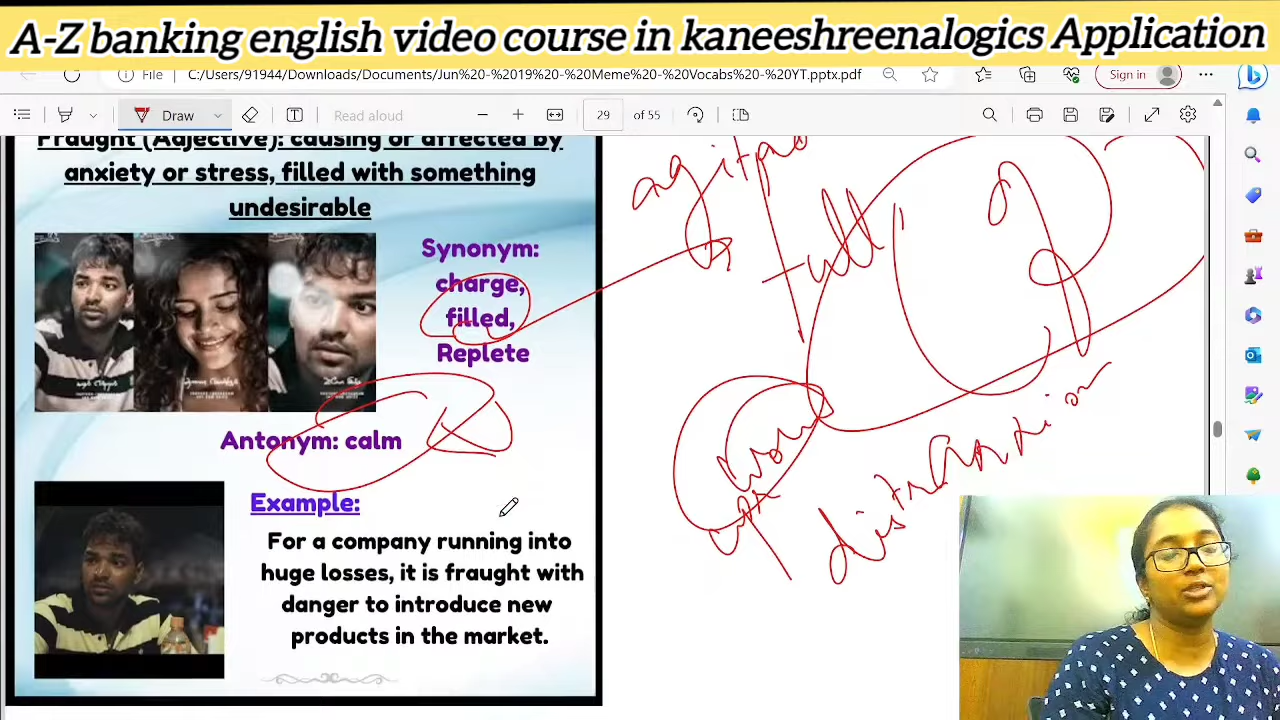 A-Z banking english video course in kaneeshreenalogics Application
File
C:/Users/91944/Downloads/Documents/Jun%20-%2019%20-%20Meme%20-%20Vocabs%20-%20YT.pptx.pdf
Sign in
Draw
Read aloud
29 of 55
Fraught (Adjective): causing or affected by
anxiety or stress, filled with something
undesirable
Synonym:
charge,
filled,
Replete
Antonym: calm
Example:
For a company running into
huge losses, it is fraught with
danger to introduce new
products in the market.
full